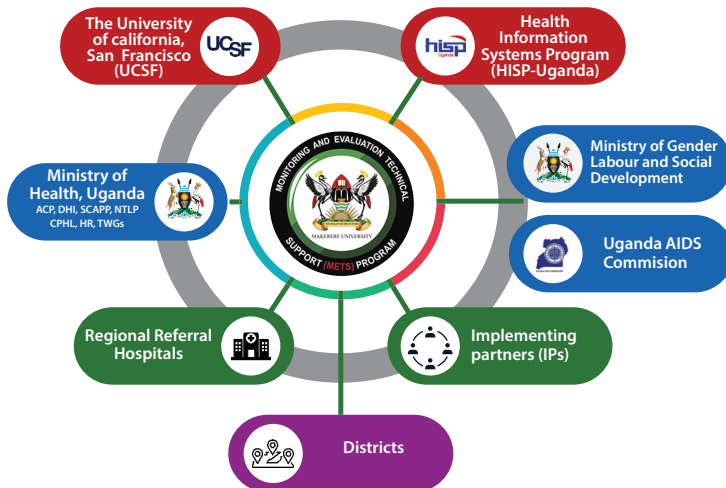 The University
of california,
San Francisco
(UCSF)
UCSF
Health
Information
Systems Program
(HISP-Uganda)
hisp
uganda
Ministry of
Health, Uganda
ACP, DHI, SCAPP, NTLP
CPHL, HR, TWGs
MONITORING AND EVALUATION TECHNICAL
SUPPORT (METS) PROGRAM
MAKERERE UNIVERSITY
Ministry of Gender
Labour and Social
Development
Uganda AIDS
Commision
Regional Referral
Hospitals
Implementing
partners (IPs)
Districts